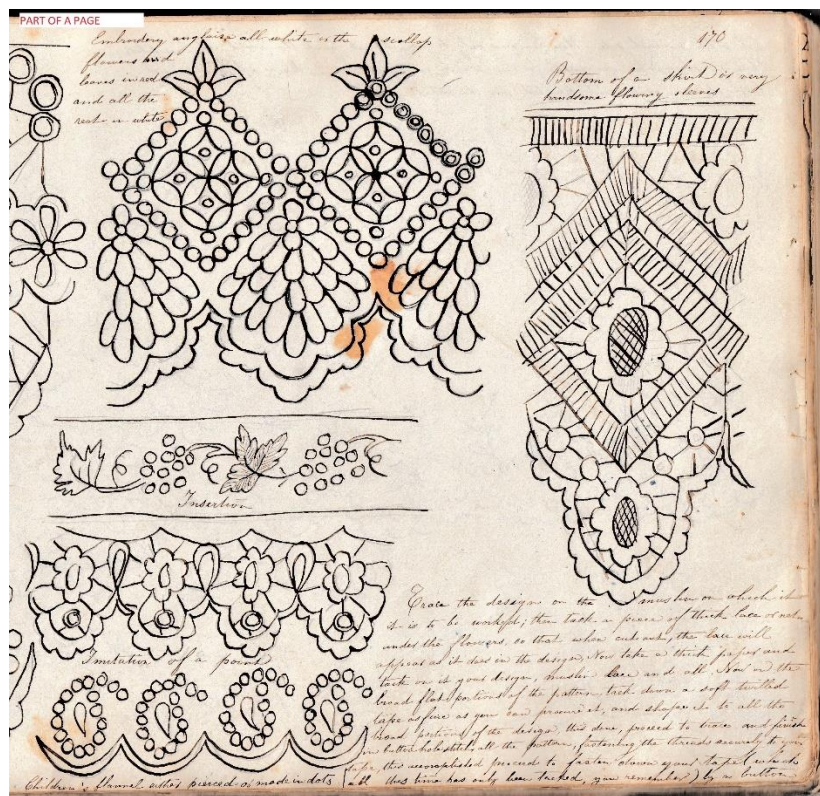 PART OF A PAGE
170
Embroidery anglaise all white in the scollop
flowers and
leaves
and all the
rest in white
Bottom of a skirt is very
handsome flowing sleeves
Insertion
Imitation of a point
Trace the design on the muslin on which it
is to be worked; then tack a piece of thick lace or net
under the flowers, so that when cut out, the lace will
appear as it does in the design. Now take a thick paper and
tack on it your design, muslin lace and all. Now in the
broad flat portions of the pattern, tack down a soft twilled
tape as fine as you can procure it, and shape it to all the
broad portions of the design, this done, proceed to trace and finish
in button hole stitch, all the pattern, fastening the threads securely to your
tape this accomplished proceed to fasten down your tape (which
Children's flannel either pierced or made in dots (all this time has only been tacked, you remember) by a button